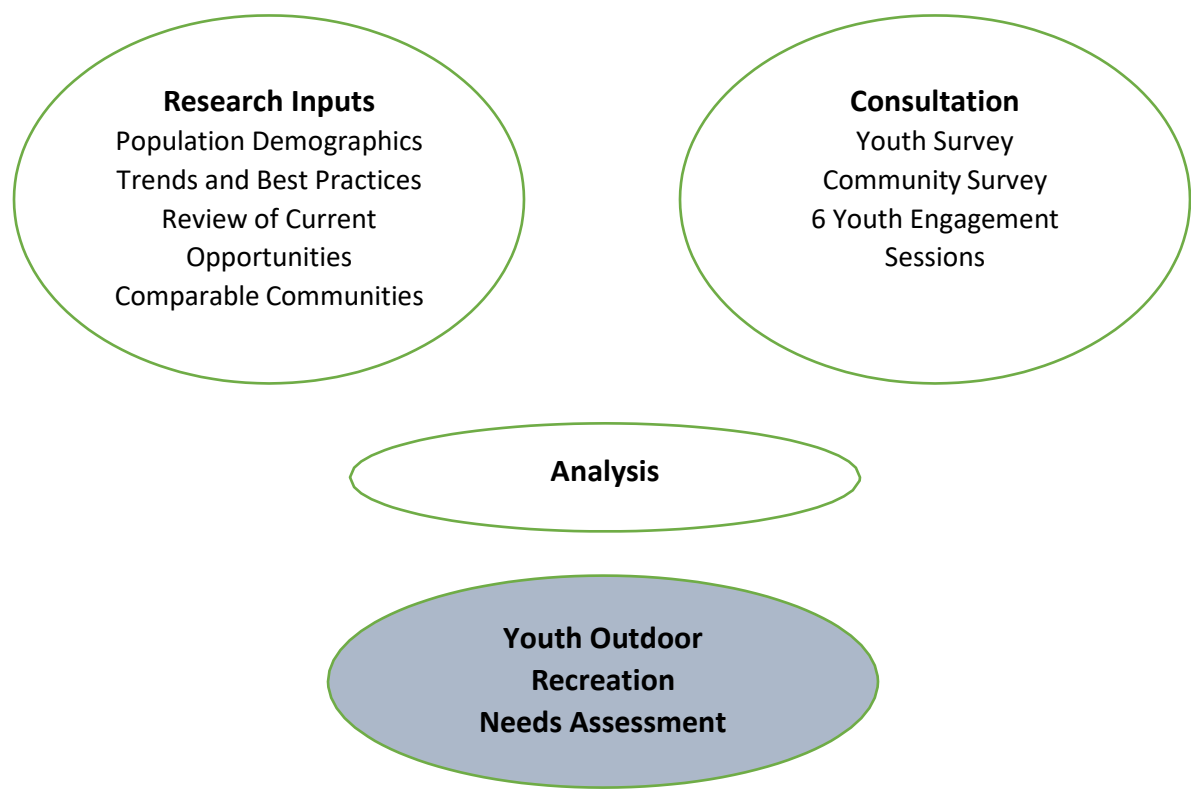 Research Inputs
Population Demographics
Trends and Best Practices
Review of Current
Opportunities
Comparable Communities
Consultation
Youth Survey
Community Survey
6 Youth Engagement
Sessions
Analysis
Youth Outdoor
Recreation
Needs Assessment